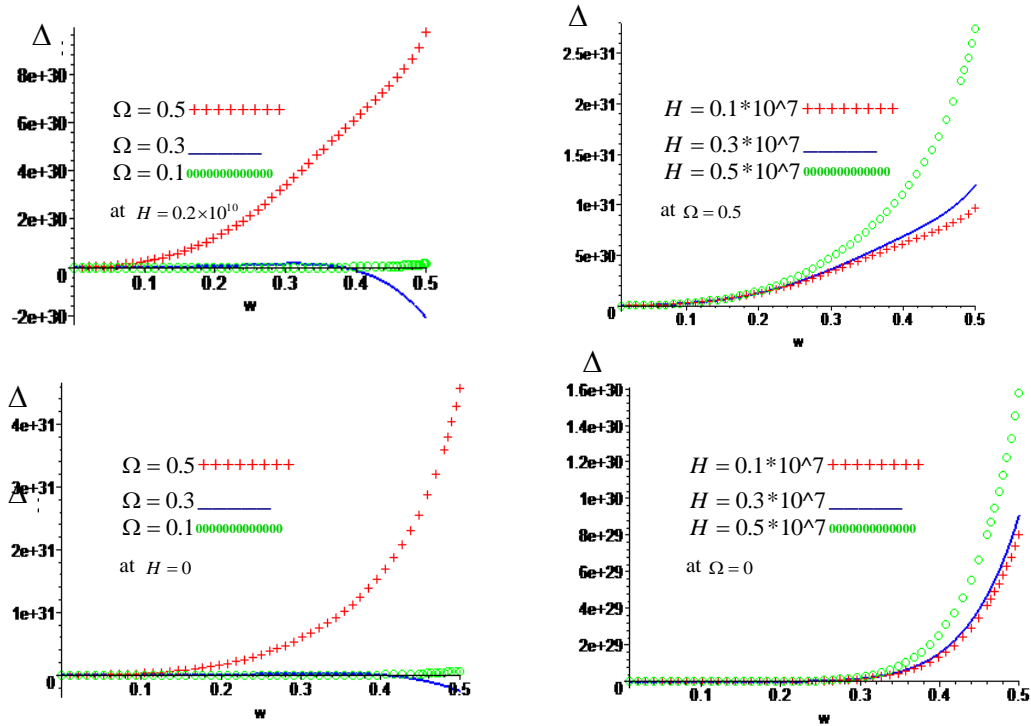 Δ
8e+30
6e+30
4e+30
2e+30
0
-2e+30
0.1 0.2 0.3 0.4 0.5
w
Ω = 0.5 ++++++++
Ω = 0.3
Ω = 0.1 0000000000000
at H = 0.2×10¹⁰
Δ
2.5e+31
2e+31
1.5e+31
1e+31
5e+30
0
0.1 0.2 0.3 0.4 0.5
w
H = 0.1*10^7 ++++++++
H = 0.3*10^7
H = 0.5*10^7 0000000000000
at Ω = 0.5
Δ
4e+31
Δ
2e+31
1e+31
0
0.1 0.2 0.3 0.4 0.5
w
Ω = 0.5 ++++++++
Ω = 0.3
Ω = 0.1 0000000000000
at H = 0
Δ
1.6e+30
1.4e+30
1.2e+30
1e+30
8e+29
6e+29
4e+29
2e+29
0
0.1 0.2 0.3 0.4 0.5
w
H = 0.1*10^7 ++++++++
H = 0.3*10^7
H = 0.5*10^7 0000000000000
at Ω = 0